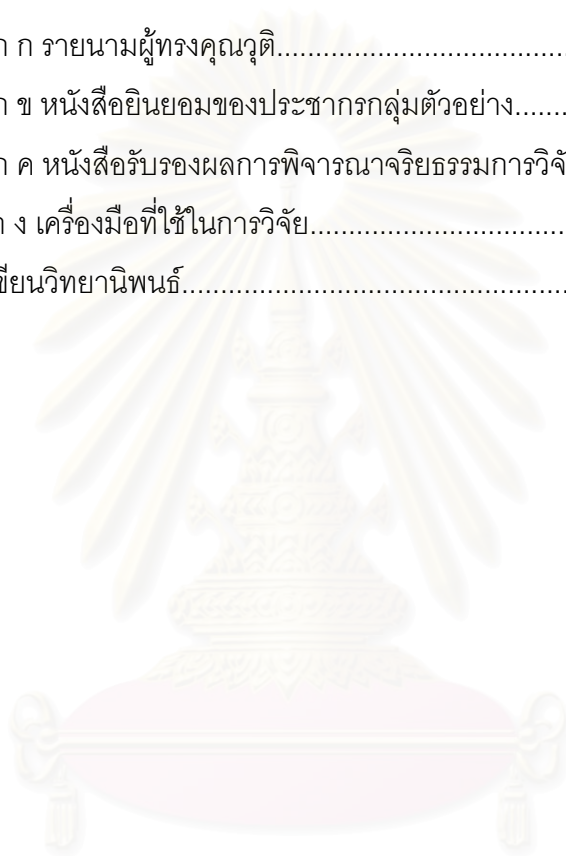 ก รายนามผู้ทรงคุณวุติ........................................
ข หนังสือยินยอมของประชากรกลุ่มตัวอย่าง.......
ค หนังสือรับรองผลการพิจารณาจริยธรรมการวิจั
ง เครื่องมือที่ใช้ในการวิจัย....................................
ขียนวิทยานิพนธ์......................................................